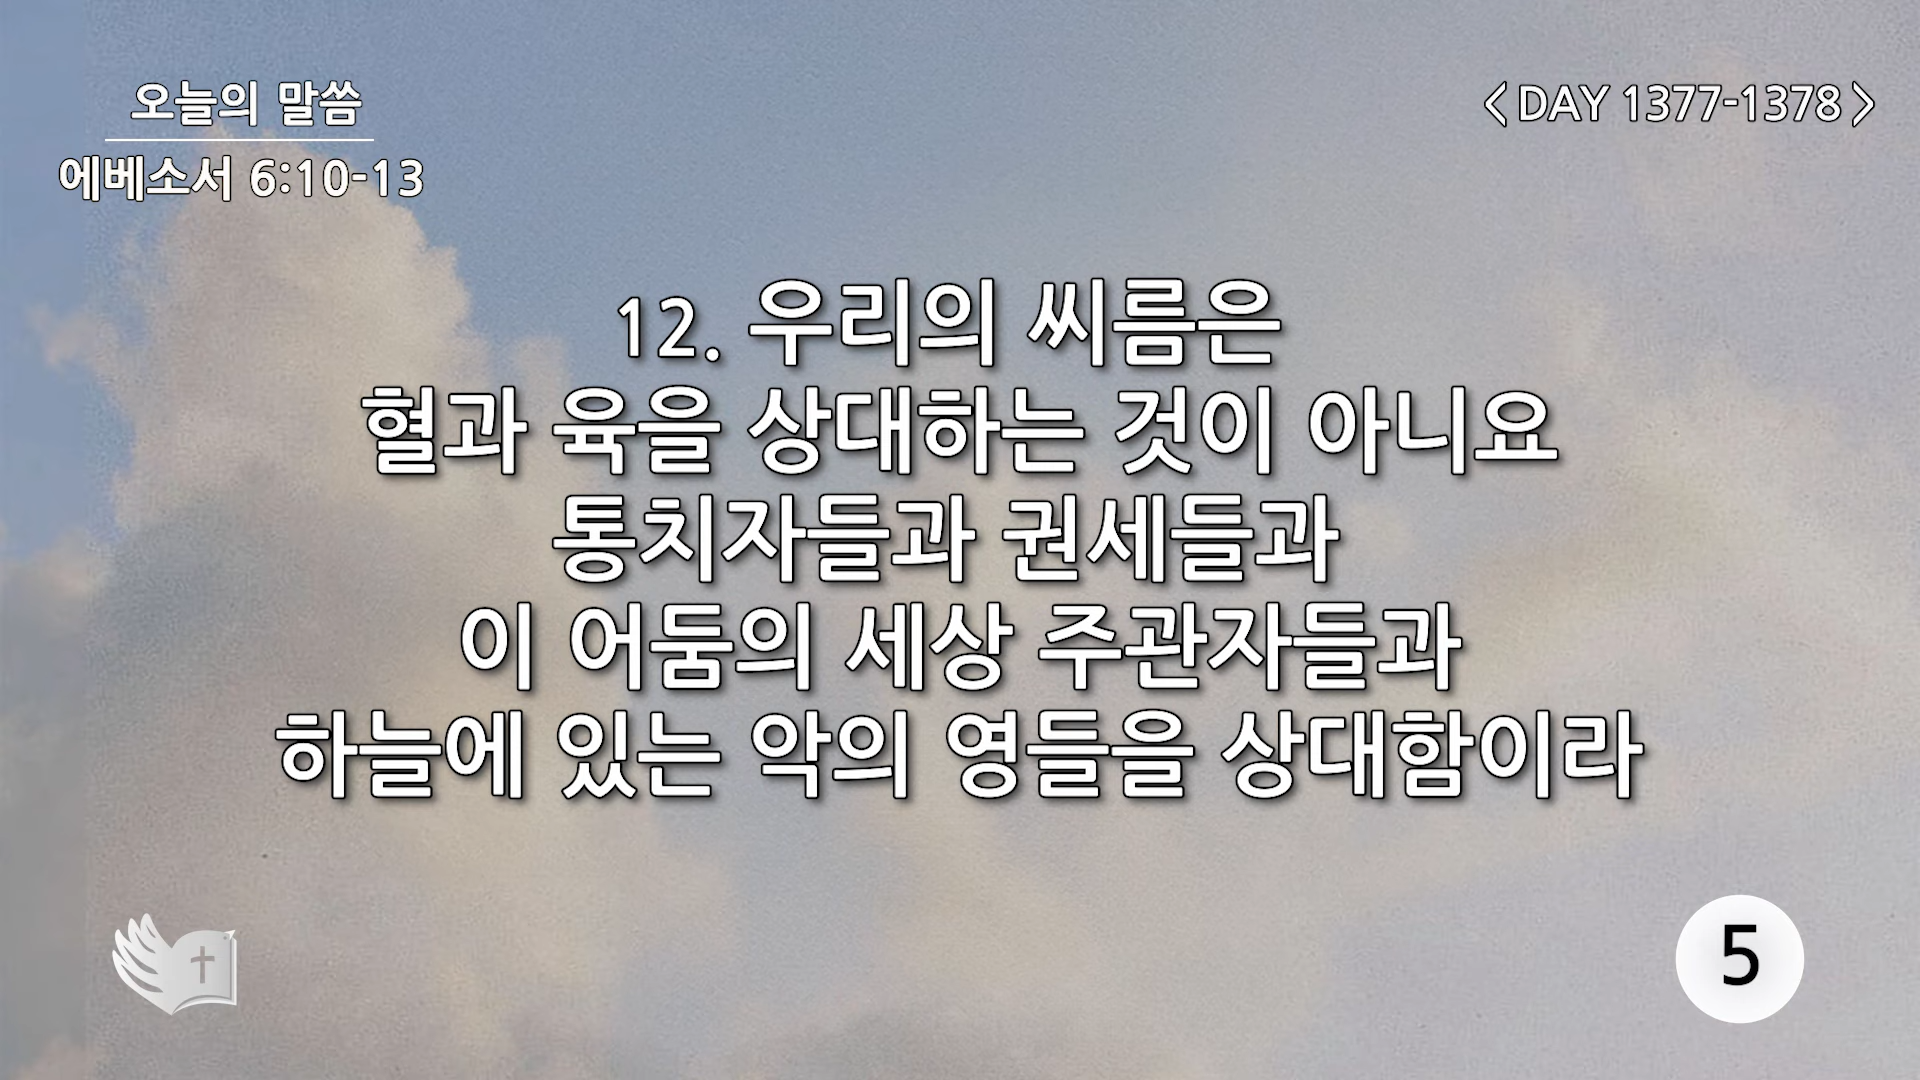 오늘의 말씀
에베소서 6:10-13
〈 DAY 1377-1378 〉
12. 우리의 씨름은
혈과 육을 상대하는 것이 아니요
통치자들과 권세들과
이 어둠의 세상 주관자들과
하늘에 있는 악의 영들을 상대함이라
5